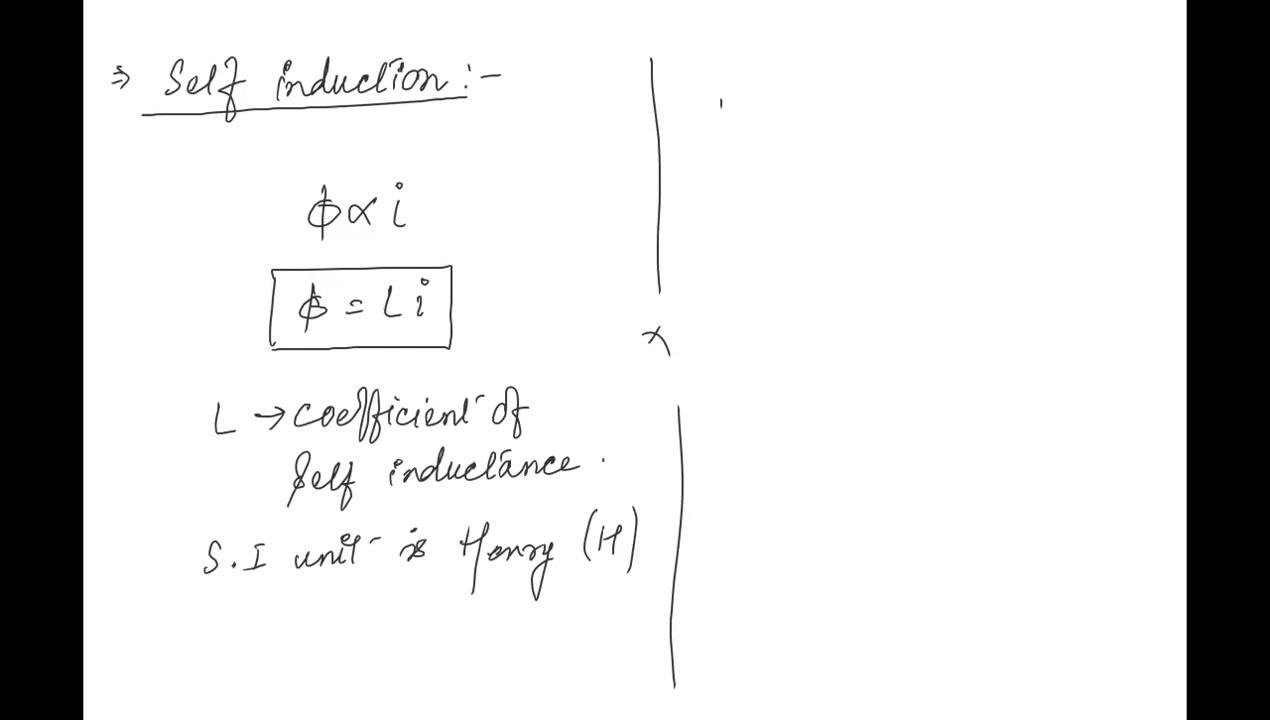 ⇒ Self induction :-
ϕ ∝ i
ϕ = Li
L → coefficient of
self inductance.
S.I unit is Henry (H)